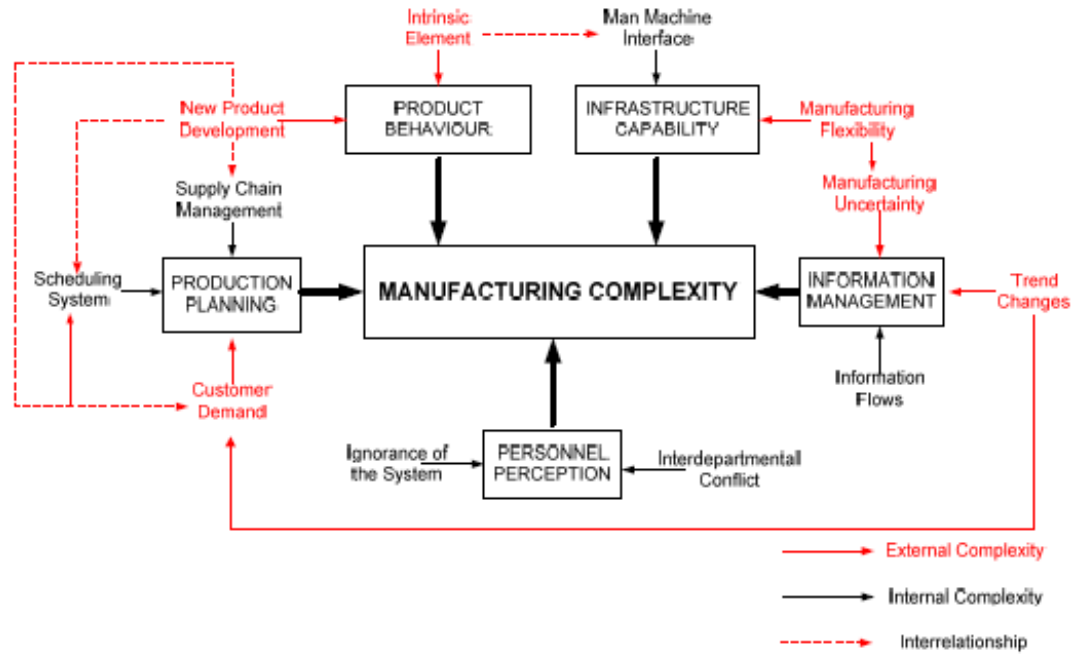 Intrinsic
Element
Man Machine
Interface
New Product
Development
PRODUCT
BEHAVIOUR
INFRASTRUCTURE
CAPABILITY
Manufacturing
Flexibility
Supply Chain
Management
Manufacturing
Uncertainty
Scheduling
System
PRODUCTION
PLANNING
MANUFACTURING COMPLEXITY
INFORMATION
MANAGEMENT
Trend
Changes
Customer
Demand
Information
Flows
Ignorance of
the System
PERSONNEL
PERCEPTION
Interdepartmental
Conflict
External Complexity
Internal Complexity
Interrelationship